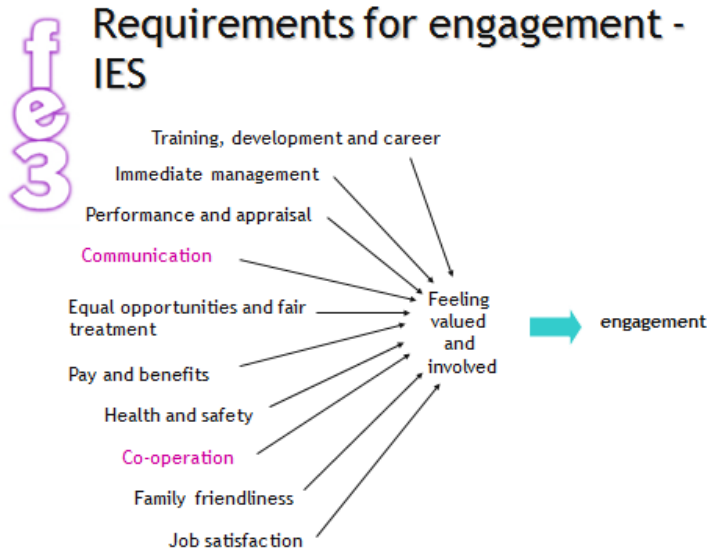 Requirements for engagement -
IES
fe3
Training, development and career
Immediate management
Performance and appraisal
Communication
Equal opportunities and fair
treatment
Pay and benefits
Health and safety
Co-operation
Family friendliness
Job satisfaction
Feeling
valued
and
involved
engagement